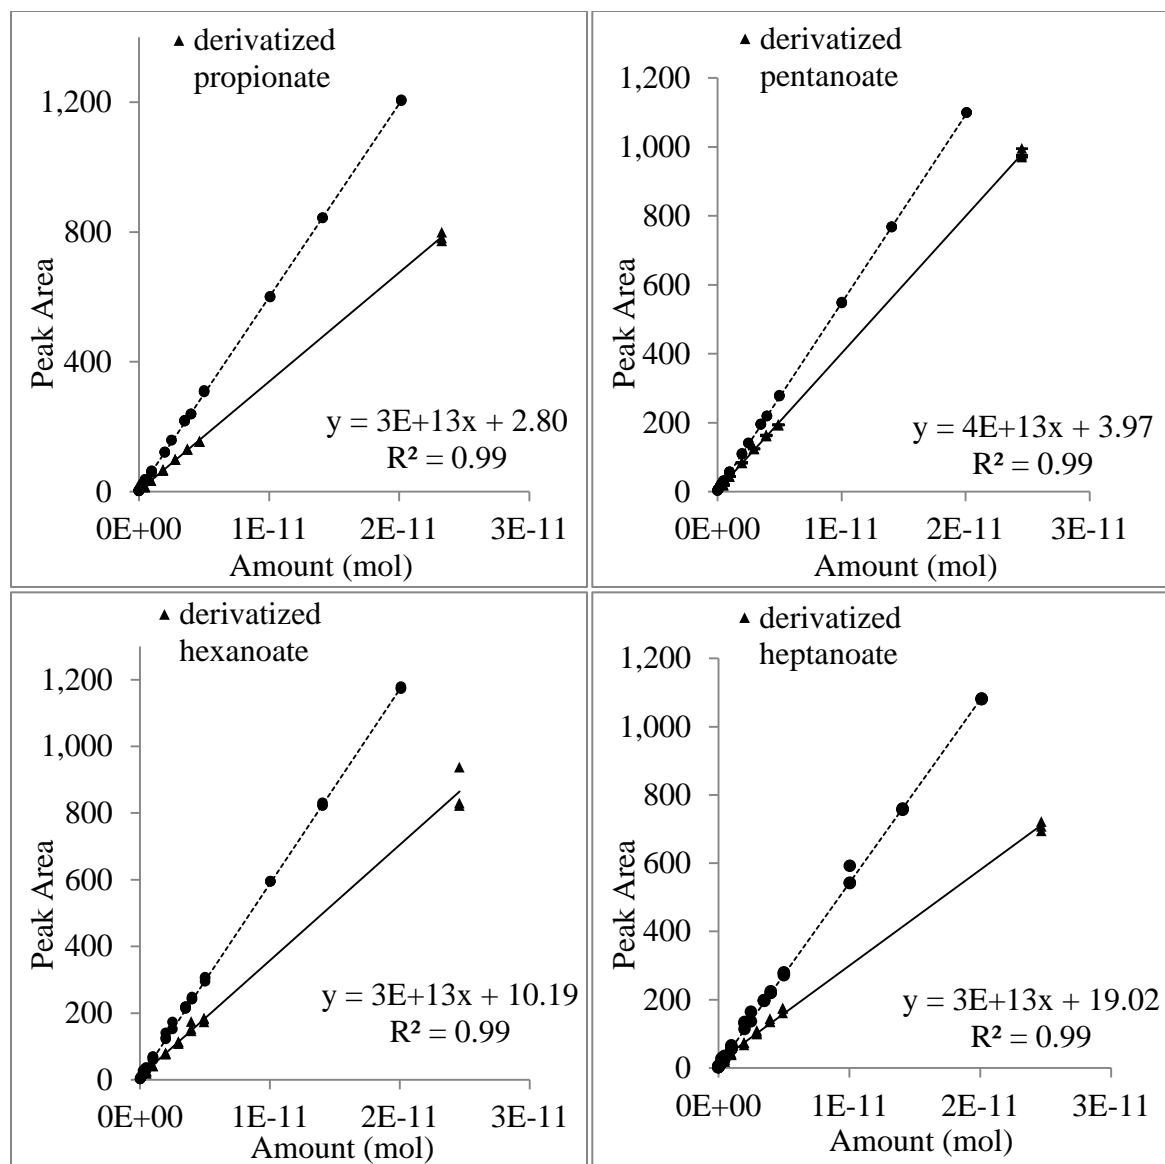 ▲ derivatized
propionate
1,200
800
400
0
Peak Area
y = 3E+13x + 2.80
R² = 0.99
0E+00 1E-11 2E-11 3E-11
Amount (mol)
▲ derivatized
pentanoate
1,200
1,000
800
600
400
200
0
Peak Area
y = 4E+13x + 3.97
R² = 0.99
0E+00 1E-11 2E-11 3E-11
Amount (mol)
▲ derivatized
hexanoate
1,200
1,000
800
600
400
200
0
Peak Area
y = 3E+13x + 10.19
R² = 0.99
0E+00 1E-11 2E-11 3E-11
Amount (mol)
▲ derivatized
heptanoate
1,200
1,000
800
600
400
200
0
Peak Area
y = 3E+13x + 19.02
R² = 0.99
0E+00 1E-11 2E-11 3E-11
Amount (mol)